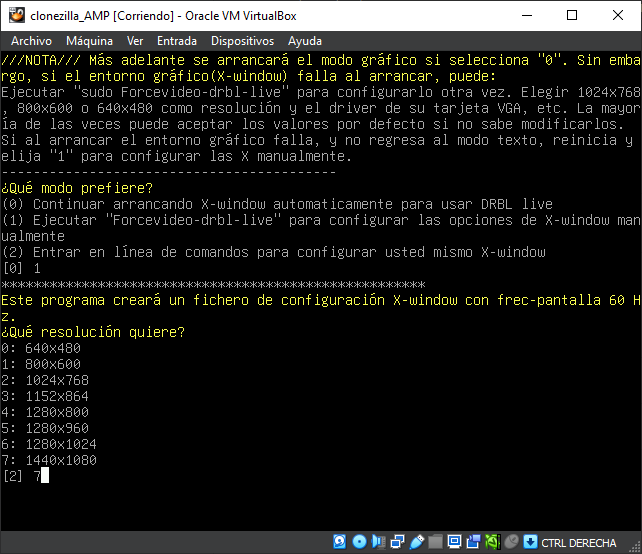 clonezilla_AMP [Corriendo] - Oracle VM VirtualBox
Archivo Máquina Ver Entrada Dispositivos Ayuda
///NOTA/// Más adelante se arrancará el modo gráfico si selecciona "0". Sin emba
rgo, si el entorno gráfico(X-window) falla al arrancar, puede:
Ejecutar "sudo Forcevideo-drbl-live" para configurarlo otra vez. Elegir 1024x768
, 800x600 o 640x480 como resolución y el driver de su tarjeta VGA, etc. La mayor
ía de las veces puede aceptar los valores por defecto si no sabe modificarlos.
Si al arrancar el entorno gráfico falla, y no regresa al modo texto, reinicia y
elija "1" para configurar las X manualmente.
------------------------------------------
¿Qué modo prefiere?
(0) Continuar arrancando X-window automaticamente para usar DRBL live
(1) Ejecutar "Forcevideo-drbl-live" para configurar las opciones de X-window man
ualmente
(2) Entrar en línea de comandos para configurar usted mismo X-window
[0] 1
*****************************************************
Este programa creará un fichero de configuración X-window con frec-pantalla 60 H
z.
¿Qué resolución quiere?
0: 640x480
1: 800x600
2: 1024x768
3: 1152x864
4: 1280x800
5: 1280x960
6: 1280x1024
7: 1440x1080
[2] 7
CTRL DERECHA